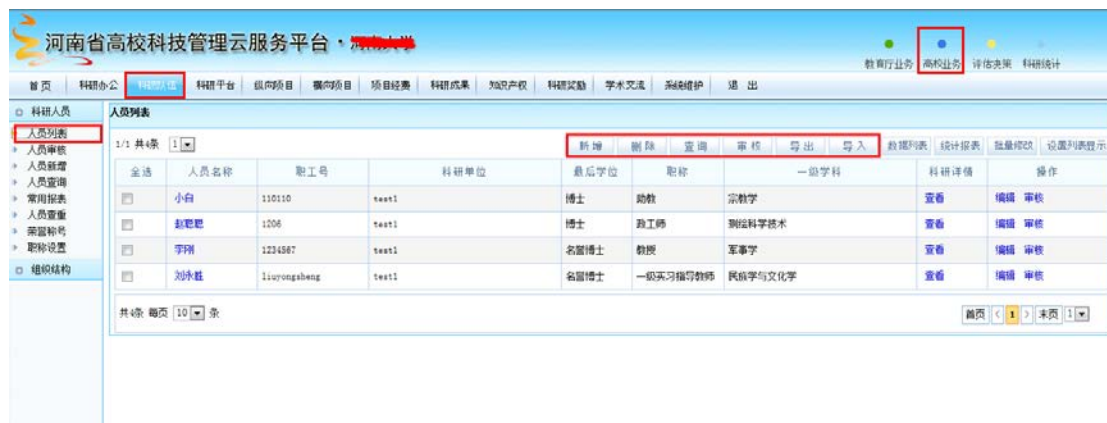 河南省高校科技管理云服务平台·
教育厅业务 高校业务 评估决策 科研统计
首页 科研办公 科研人员 科研平台 纵向项目 横向项目 项目经费 科研成果 知识产权 科研奖励 学术交流 系统维护 退出
科研人员
人员列表
人员审核
人员新增
人员查询
常用报表
人员查重
荣誉称号
职称设置
组织结构
人员列表
1/1 共4条 1
新增 删除 查询 审核 导出 导入 数据列表 统计报表 批量修改 设置列表显示
全选 人员名称 职工号 科研单位 最后学位 职称 一级学科 科研详情 操作
小白 110110 test1 博士 助教 宗教学 查看 编辑 审核
赵聪聪 1206 test1 博士 政工师 测绘科学技术 查看 编辑 审核
李刚 1234567 test1 名誉博士 教授 军事学 查看 编辑 审核
刘永胜 liuyongsheng test1 名誉博士 一级实习指导教师 民族学与文化学 查看 编辑 审核
共4条 每页 10 条
首页 < 1 > 末页 1